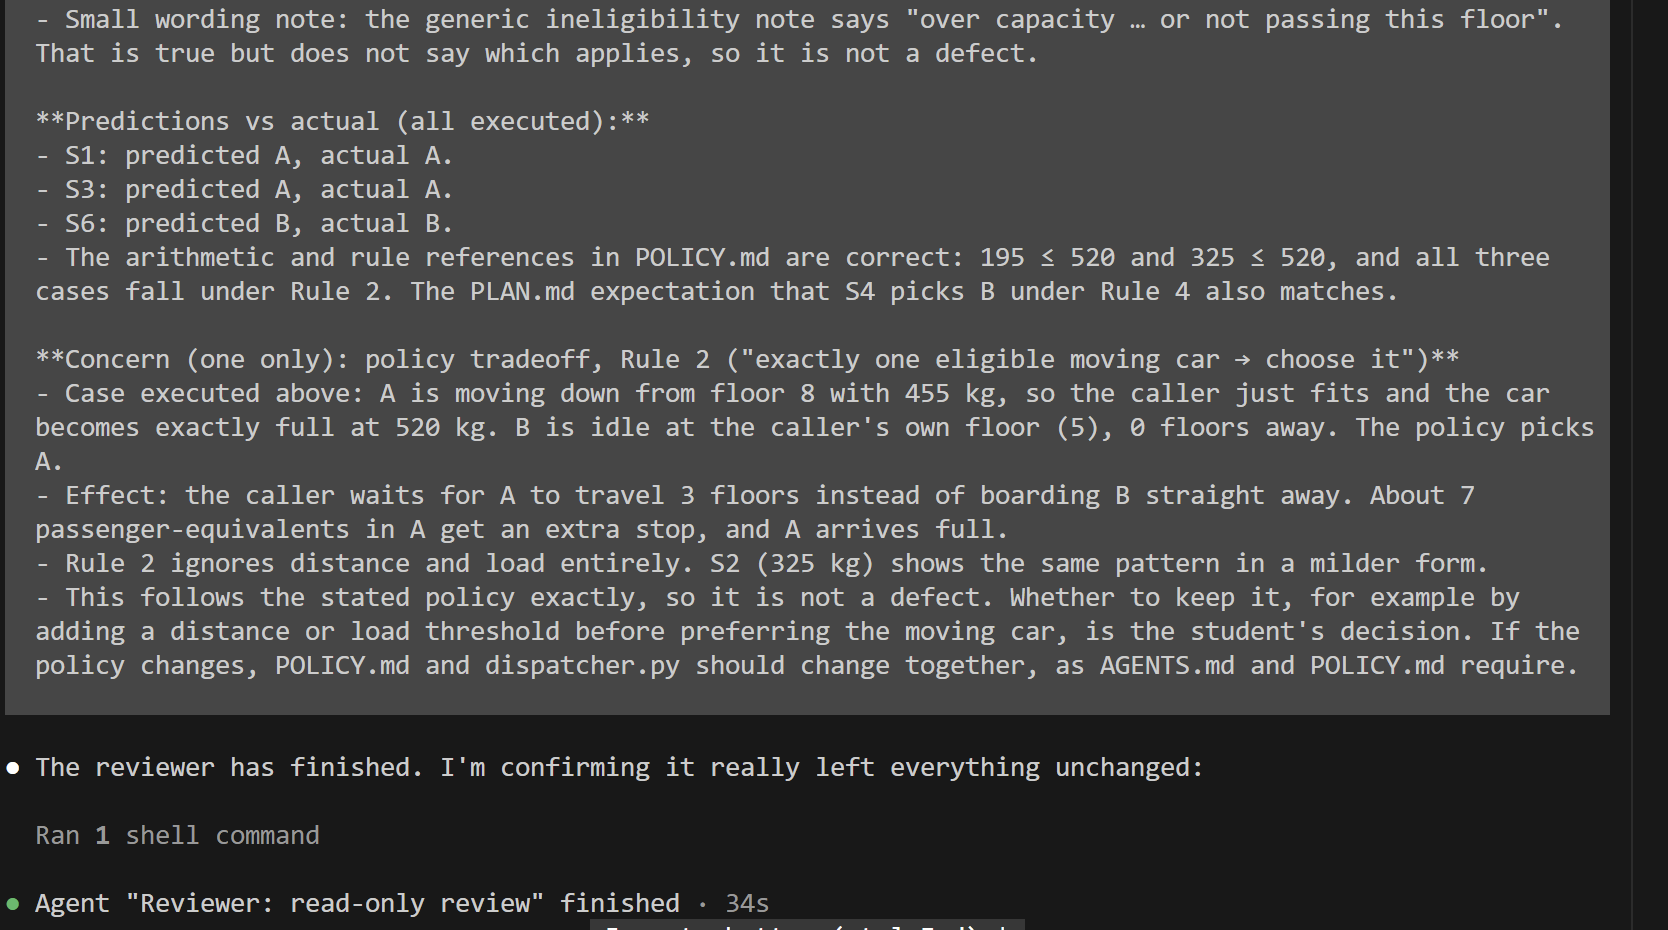 - Small wording note: the generic ineligibility note says "over capacity … or not passing this floor".
That is true but does not say which applies, so it is not a defect.
**Predictions vs actual (all executed):**
- S1: predicted A, actual A.
- S3: predicted A, actual A.
- S6: predicted B, actual B.
- The arithmetic and rule references in POLICY.md are correct: 195 ≤ 520 and 325 ≤ 520, and all three
cases fall under Rule 2. The PLAN.md expectation that S4 picks B under Rule 4 also matches.
**Concern (one only): policy tradeoff, Rule 2 ("exactly one eligible moving car → choose it")**
- Case executed above: A is moving down from floor 8 with 455 kg, so the caller just fits and the car
becomes exactly full at 520 kg. B is idle at the caller's own floor (5), 0 floors away. The policy picks
A.
- Effect: the caller waits for A to travel 3 floors instead of boarding B straight away. About 7
passenger-equivalents in A get an extra stop, and A arrives full.
- Rule 2 ignores distance and load entirely. S2 (325 kg) shows the same pattern in a milder form.
- This follows the stated policy exactly, so it is not a defect. Whether to keep it, for example by
adding a distance or load threshold before preferring the moving car, is the student's decision. If the
policy changes, POLICY.md and dispatcher.py should change together, as AGENTS.md and POLICY.md require.
● The reviewer has finished. I'm confirming it really left everything unchanged:
Ran 1 shell command
● Agent "Reviewer: read-only review" finished · 34s